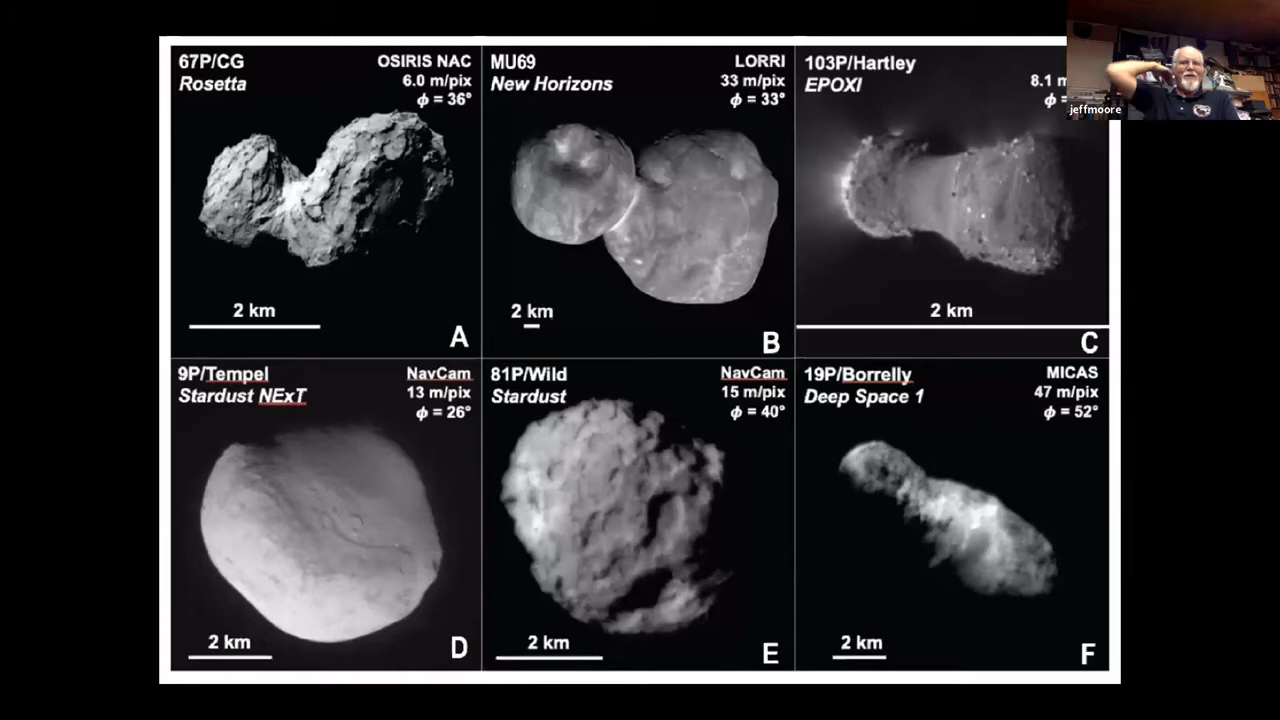 67P/CG
Rosetta
OSIRIS NAC
6.0 m/pix
ϕ = 36°
2 km
A
MU69
New Horizons
LORRI
33 m/pix
ϕ = 33°
2 km
B
103P/Hartley
EPOXI
8.1 m
ϕ =
2 km
C
jeffmoore
9P/Tempel
Stardust NExT
NavCam
13 m/pix
ϕ = 26°
2 km
D
81P/Wild
Stardust
NavCam
15 m/pix
ϕ = 40°
2 km
E
19P/Borrelly
Deep Space 1
MICAS
47 m/pix
ϕ = 52°
2 km
F